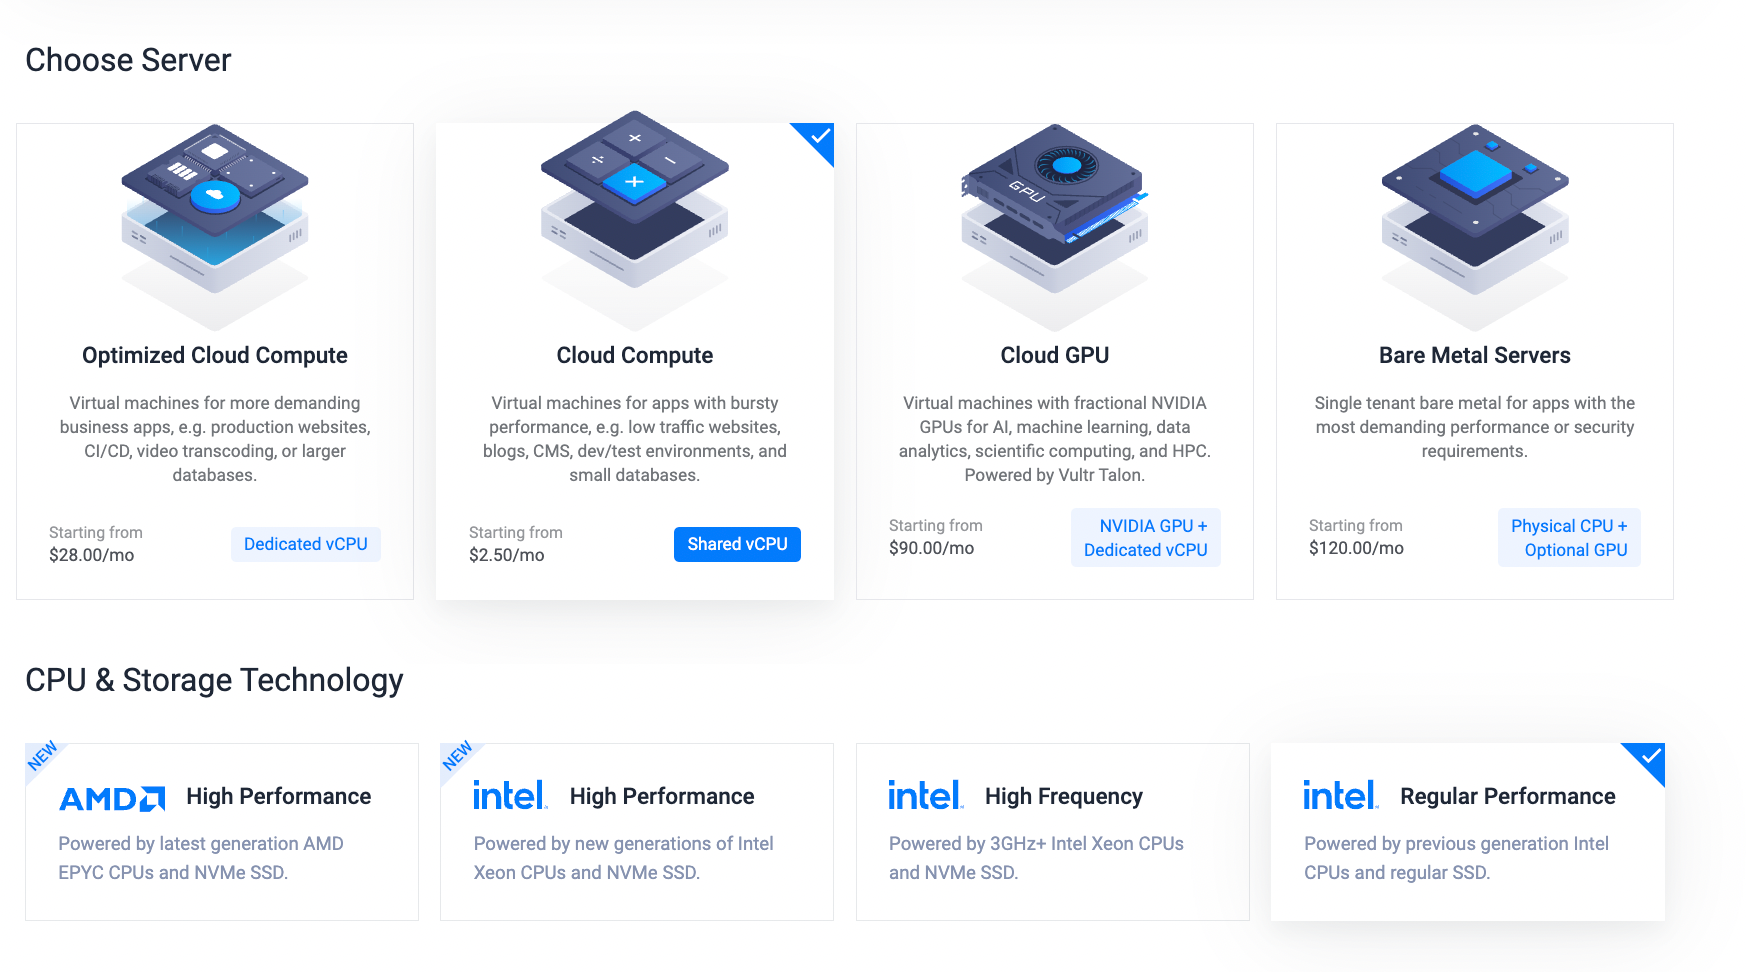 Choose Server
GPU
Optimized Cloud Compute
Virtual machines for more demanding
business apps, e.g. production websites,
CI/CD, video transcoding, or larger
databases.
Starting from
$28.00/mo
Dedicated vCPU
Cloud Compute
Virtual machines for apps with bursty
performance, e.g. low traffic websites,
blogs, CMS, dev/test environments, and
small databases.
Starting from
$2.50/mo
Shared vCPU
Cloud GPU
Virtual machines with fractional NVIDIA
GPUs for AI, machine learning, data
analytics, scientific computing, and HPC.
Powered by Vultr Talon.
Starting from
$90.00/mo
NVIDIA GPU +
Dedicated vCPU
Bare Metal Servers
Single tenant bare metal for apps with the
most demanding performance or security
requirements.
Starting from
$120.00/mo
Physical CPU +
Optional GPU
CPU & Storage Technology
NEW
AMD High Performance
Powered by latest generation AMD
EPYC CPUs and NVMe SSD.
NEW
intel High Performance
Powered by new generations of Intel
Xeon CPUs and NVMe SSD.
intel High Frequency
Powered by 3GHz+ Intel Xeon CPUs
and NVMe SSD.
intel Regular Performance
Powered by previous generation Intel
CPUs and regular SSD.